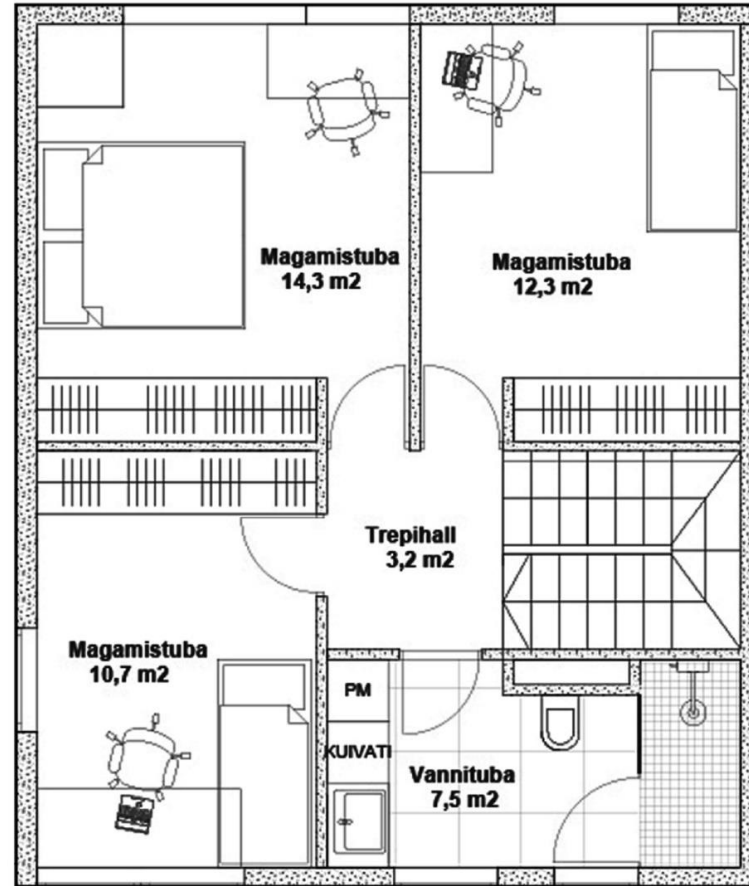 Magamistuba
14,3 m2
Magamistuba
12,3 m2
Trepihall
3,2 m2
Magamistuba
10,7 m2
PM
KUIVATI
Vannituba
7,5 m2